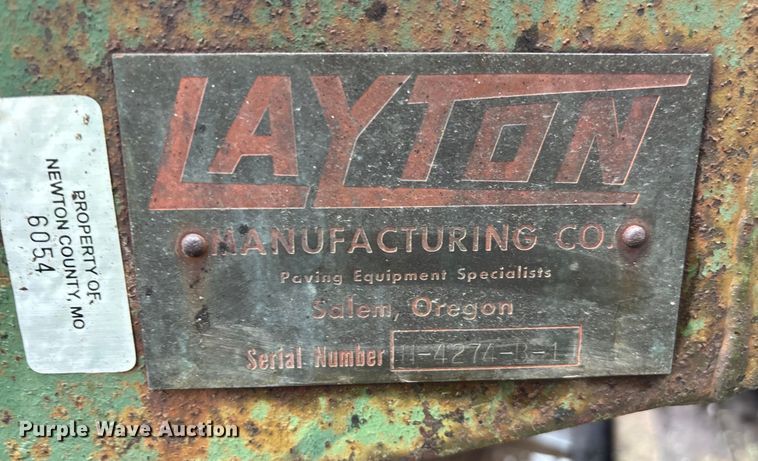 LAYTON
MANUFACTURING CO.
Paving Equipment Specialists
Salem, Oregon
Serial Number
PROPERTY OF
NEWTON COUNTY, MO
6054
Purple Wave Auction